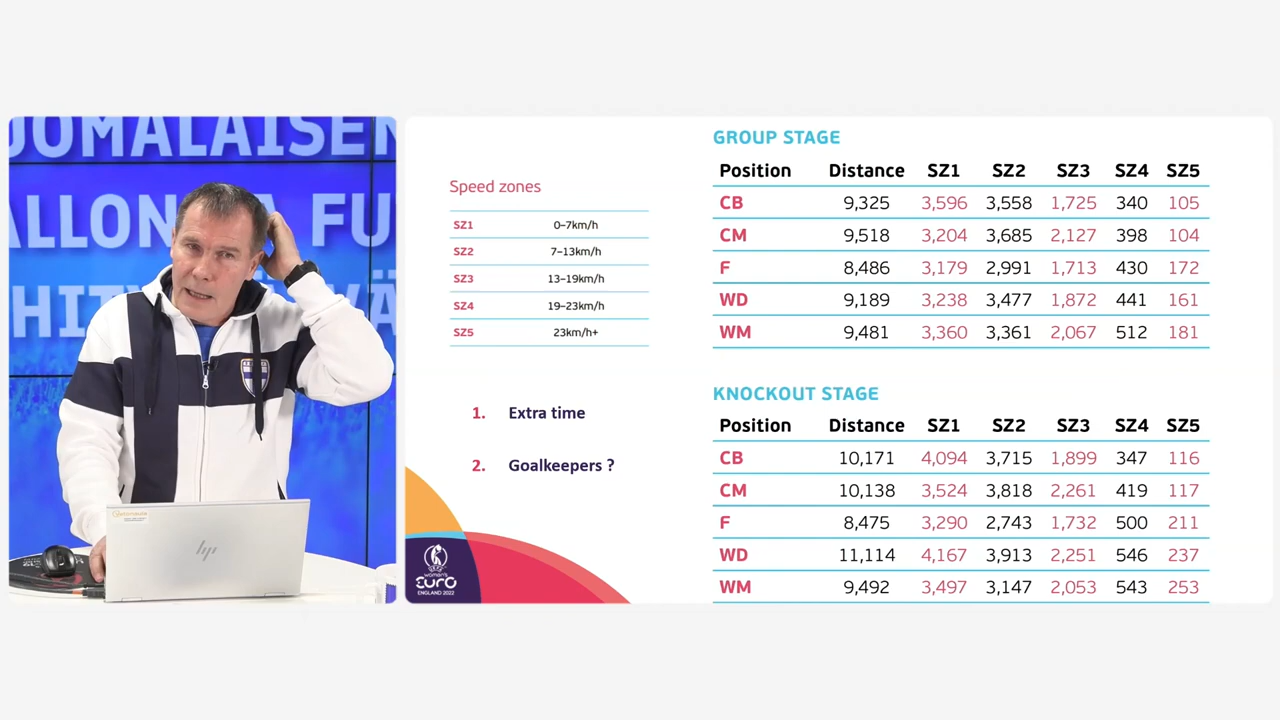 UOMALAISEN
ALLON A FU
HIT VÄ
hp
Speed zones
SZ1 0–7km/h
SZ2 7–13km/h
SZ3 13–19km/h
SZ4 19–23km/h
SZ5 23km/h+
1. Extra time
2. Goalkeepers ?
WOMEN'S
EURO
ENGLAND 2022
GROUP STAGE
Position Distance SZ1 SZ2 SZ3 SZ4 SZ5
CB 9,325 3,596 3,558 1,725 340 105
CM 9,518 3,204 3,685 2,127 398 104
F 8,486 3,179 2,991 1,713 430 172
WD 9,189 3,238 3,477 1,872 441 161
WM 9,481 3,360 3,361 2,067 512 181
KNOCKOUT STAGE
Position Distance SZ1 SZ2 SZ3 SZ4 SZ5
CB 10,171 4,094 3,715 1,899 347 116
CM 10,138 3,524 3,818 2,261 419 117
F 8,475 3,290 2,743 1,732 500 211
WD 11,114 4,167 3,913 2,251 546 237
WM 9,492 3,497 3,147 2,053 543 253